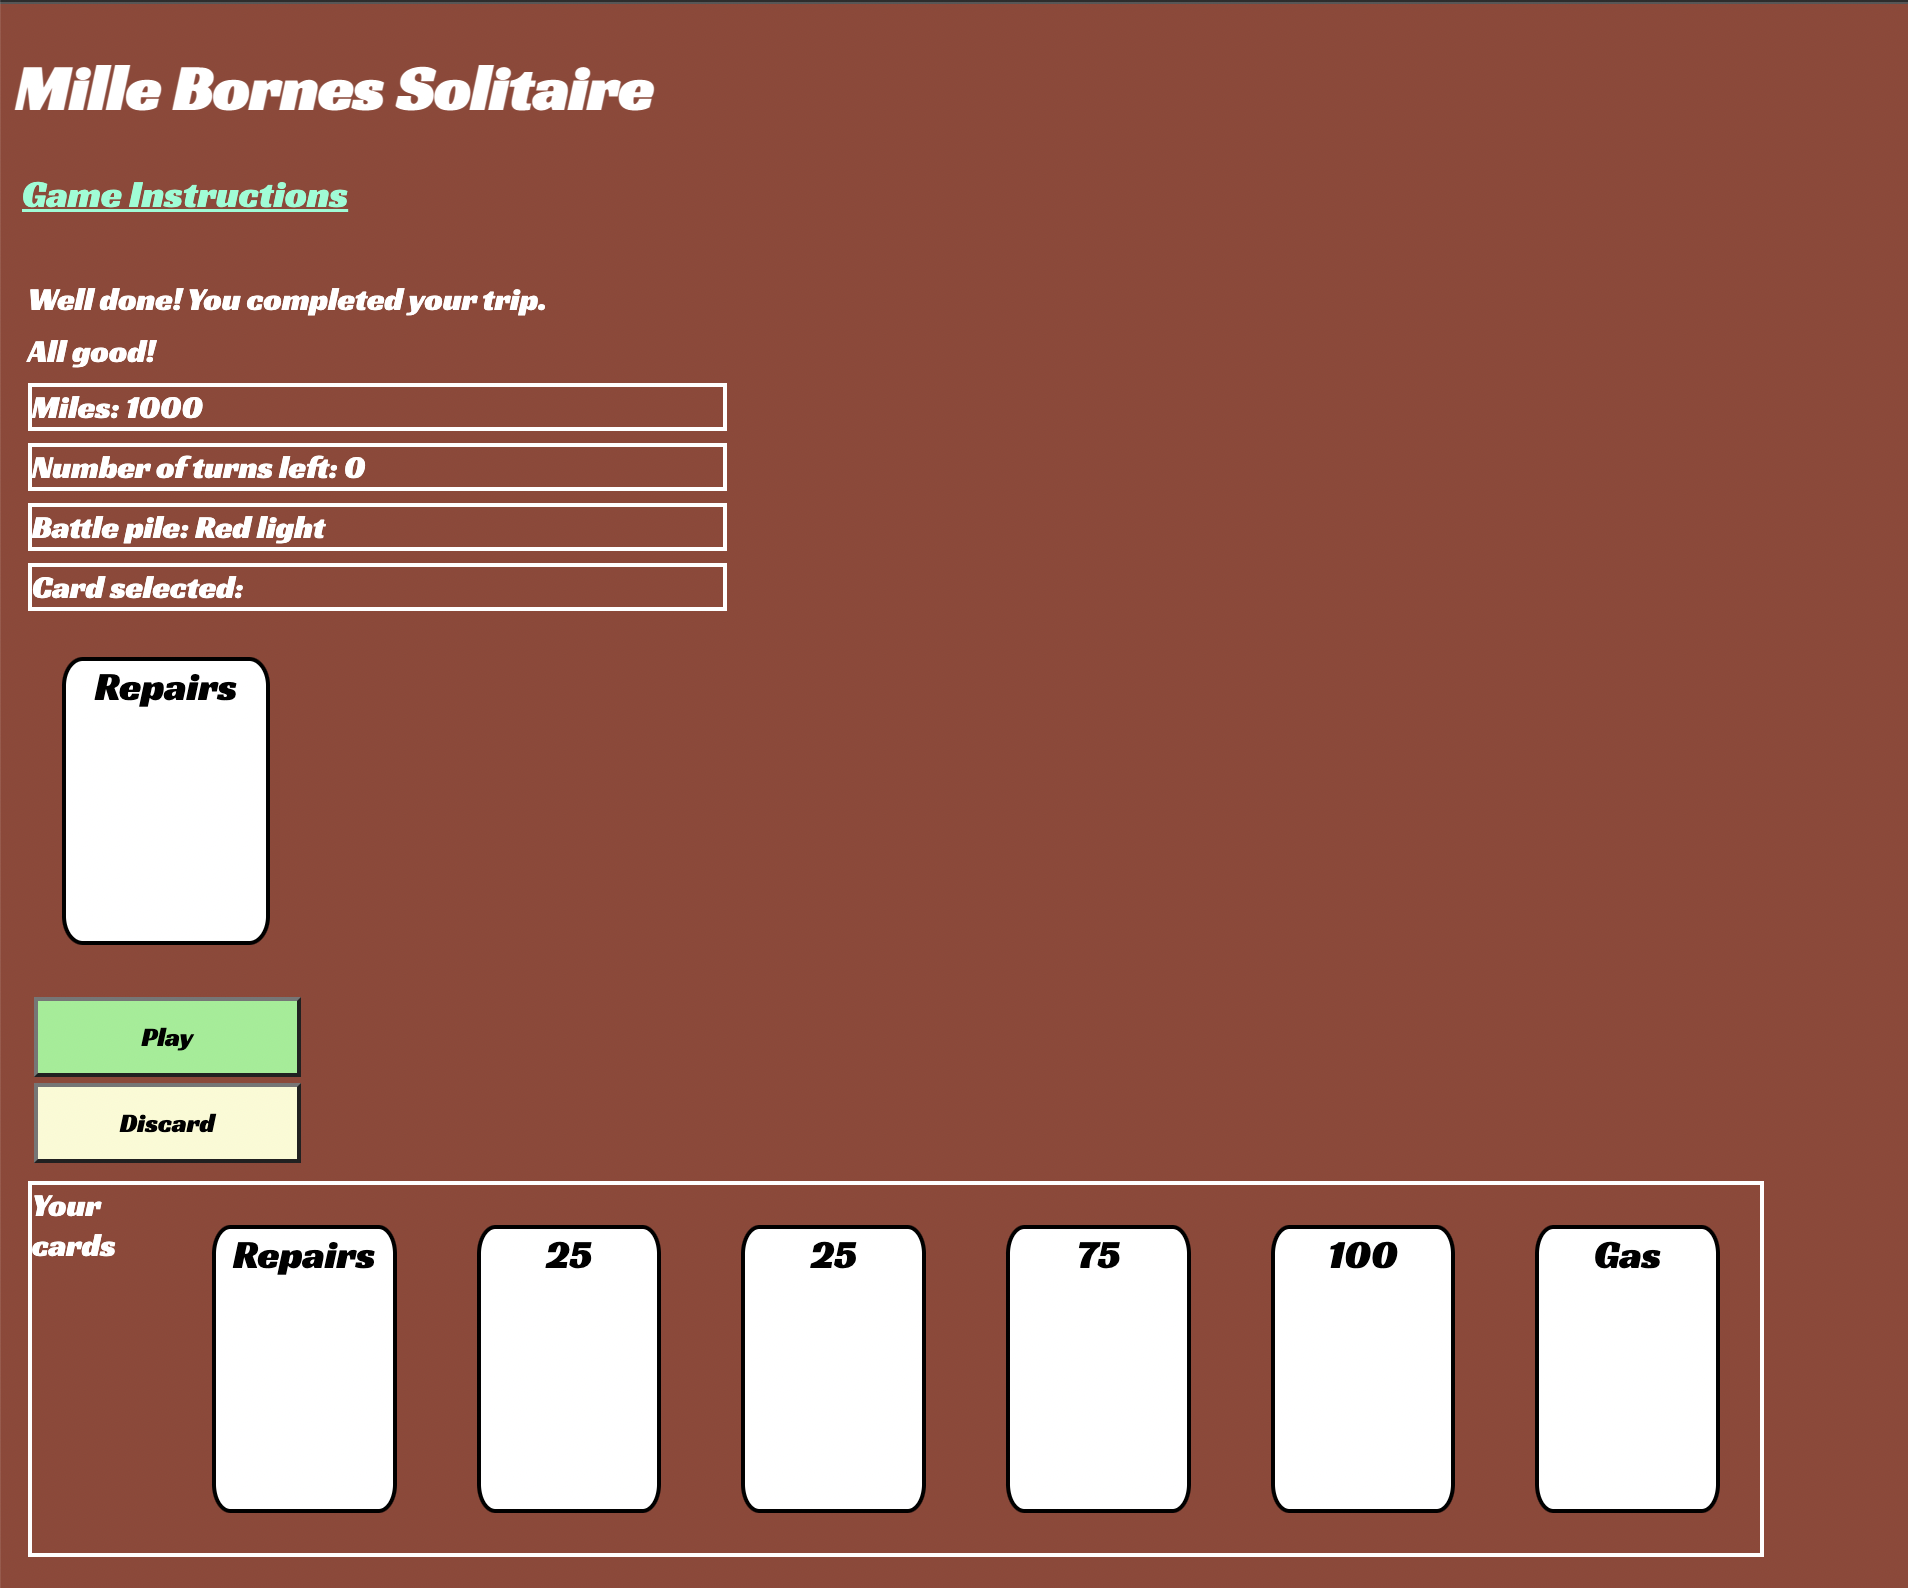 Mille Bornes Solitaire
Game Instructions
Well done! You completed your trip.
All good!
Miles: 1000
Number of turns left: 0
Battle pile: Red light
Card selected:
Repairs
Play
Discard
Your
cards
Repairs
25
25
75
100
Gas